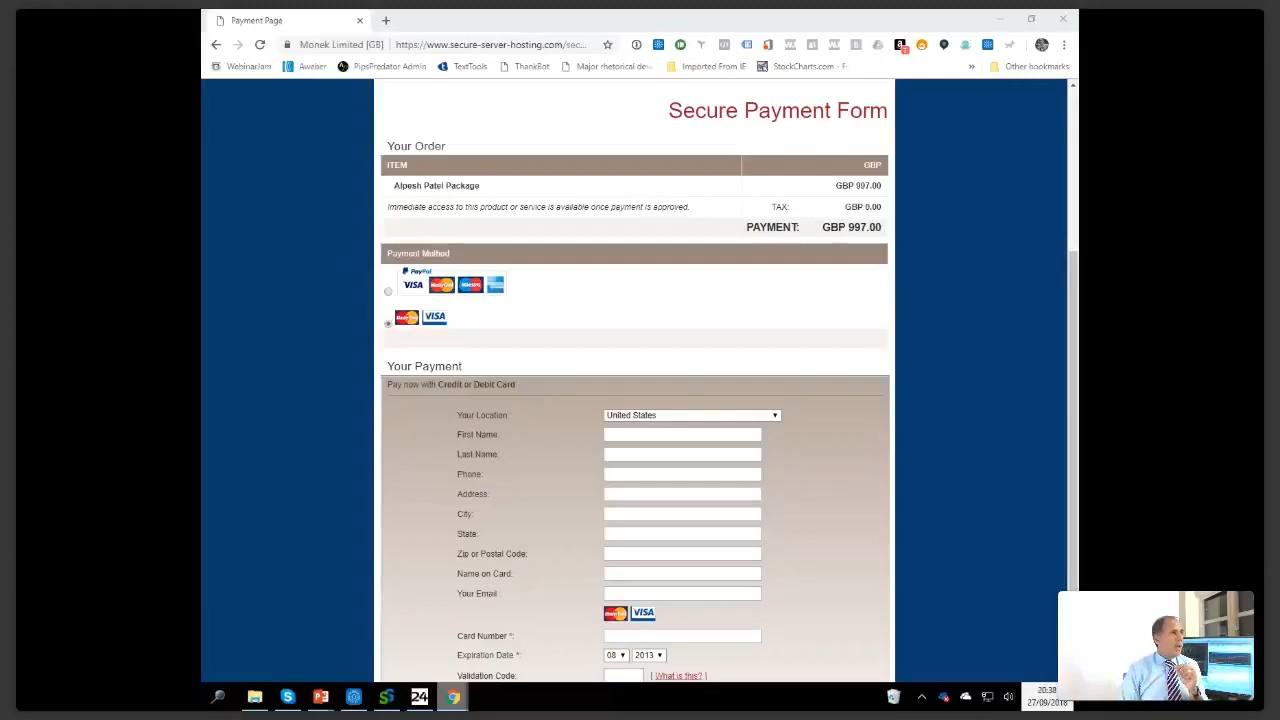 Payment Page
Monek Limited [GB] https://www.secure-server-hosting.com/sec...
WebinarJam Aweber PipsPredator Admin TextTools ThankBot Major rhetorical dev StockCharts.com - F Imported From IE » Other bookmarks
Secure Payment Form
Your Order
ITEM GBP
Alpesh Patel Package GBP 997.00
Immediate access to this product or service is available once payment is approved. TAX: GBP 0.00
PAYMENT: GBP 997.00
Payment Method
PayPal
VISA MasterCard
MasterCard VISA
Your Payment
Pay now with Credit or Debit Card
Your Location: United States
First Name:
Last Name:
Phone:
Address:
City:
State:
Zip or Postal Code:
Name on Card:
Your Email :
MasterCard VISA
Card Number *:
Expiration Date *: 08 2013
Validation Code: [ What is this? ]
24
20:38
27/09/2018